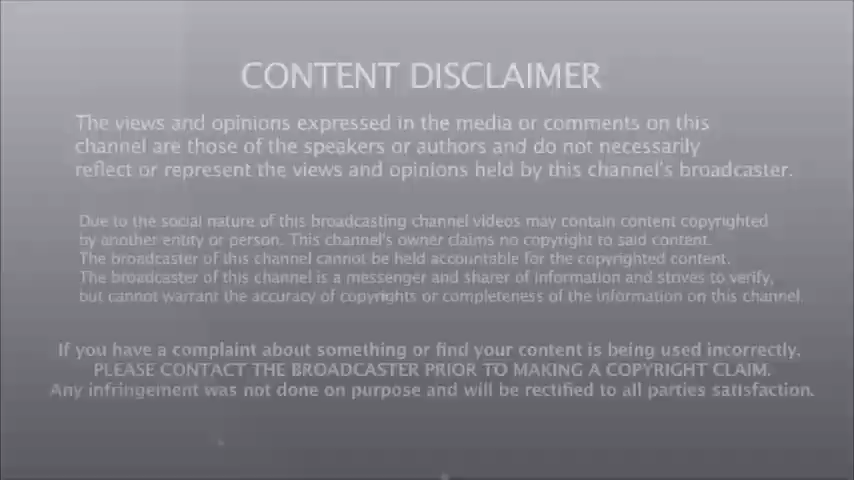 CONTENT DISCLAIMER
The views and opinions expressed in the media or comments on this
channel are those of the speakers or authors and do not necessarily
reflect or represent the views and opinions held by this channel's broadcaster.
Due to the social nature of this broadcasting channel videos may contain content copyrighted
by another entity or person. This channel's owner claims no copyright to said content.
The broadcaster of this channel cannot be held accountable for the copyrighted content.
The broadcaster of this channel is a messenger and sharer of information and stroves to verify,
but cannot warrant the accuracy of copyrights or completeness of the information on this channel.
If you have a complaint about something or find your content is being used incorrectly,
PLEASE CONTACT THE BROADCASTER PRIOR TO MAKING A COPYRIGHT CLAIM.
Any infringement was not done on purpose and will be rectified to all parties satisfaction.